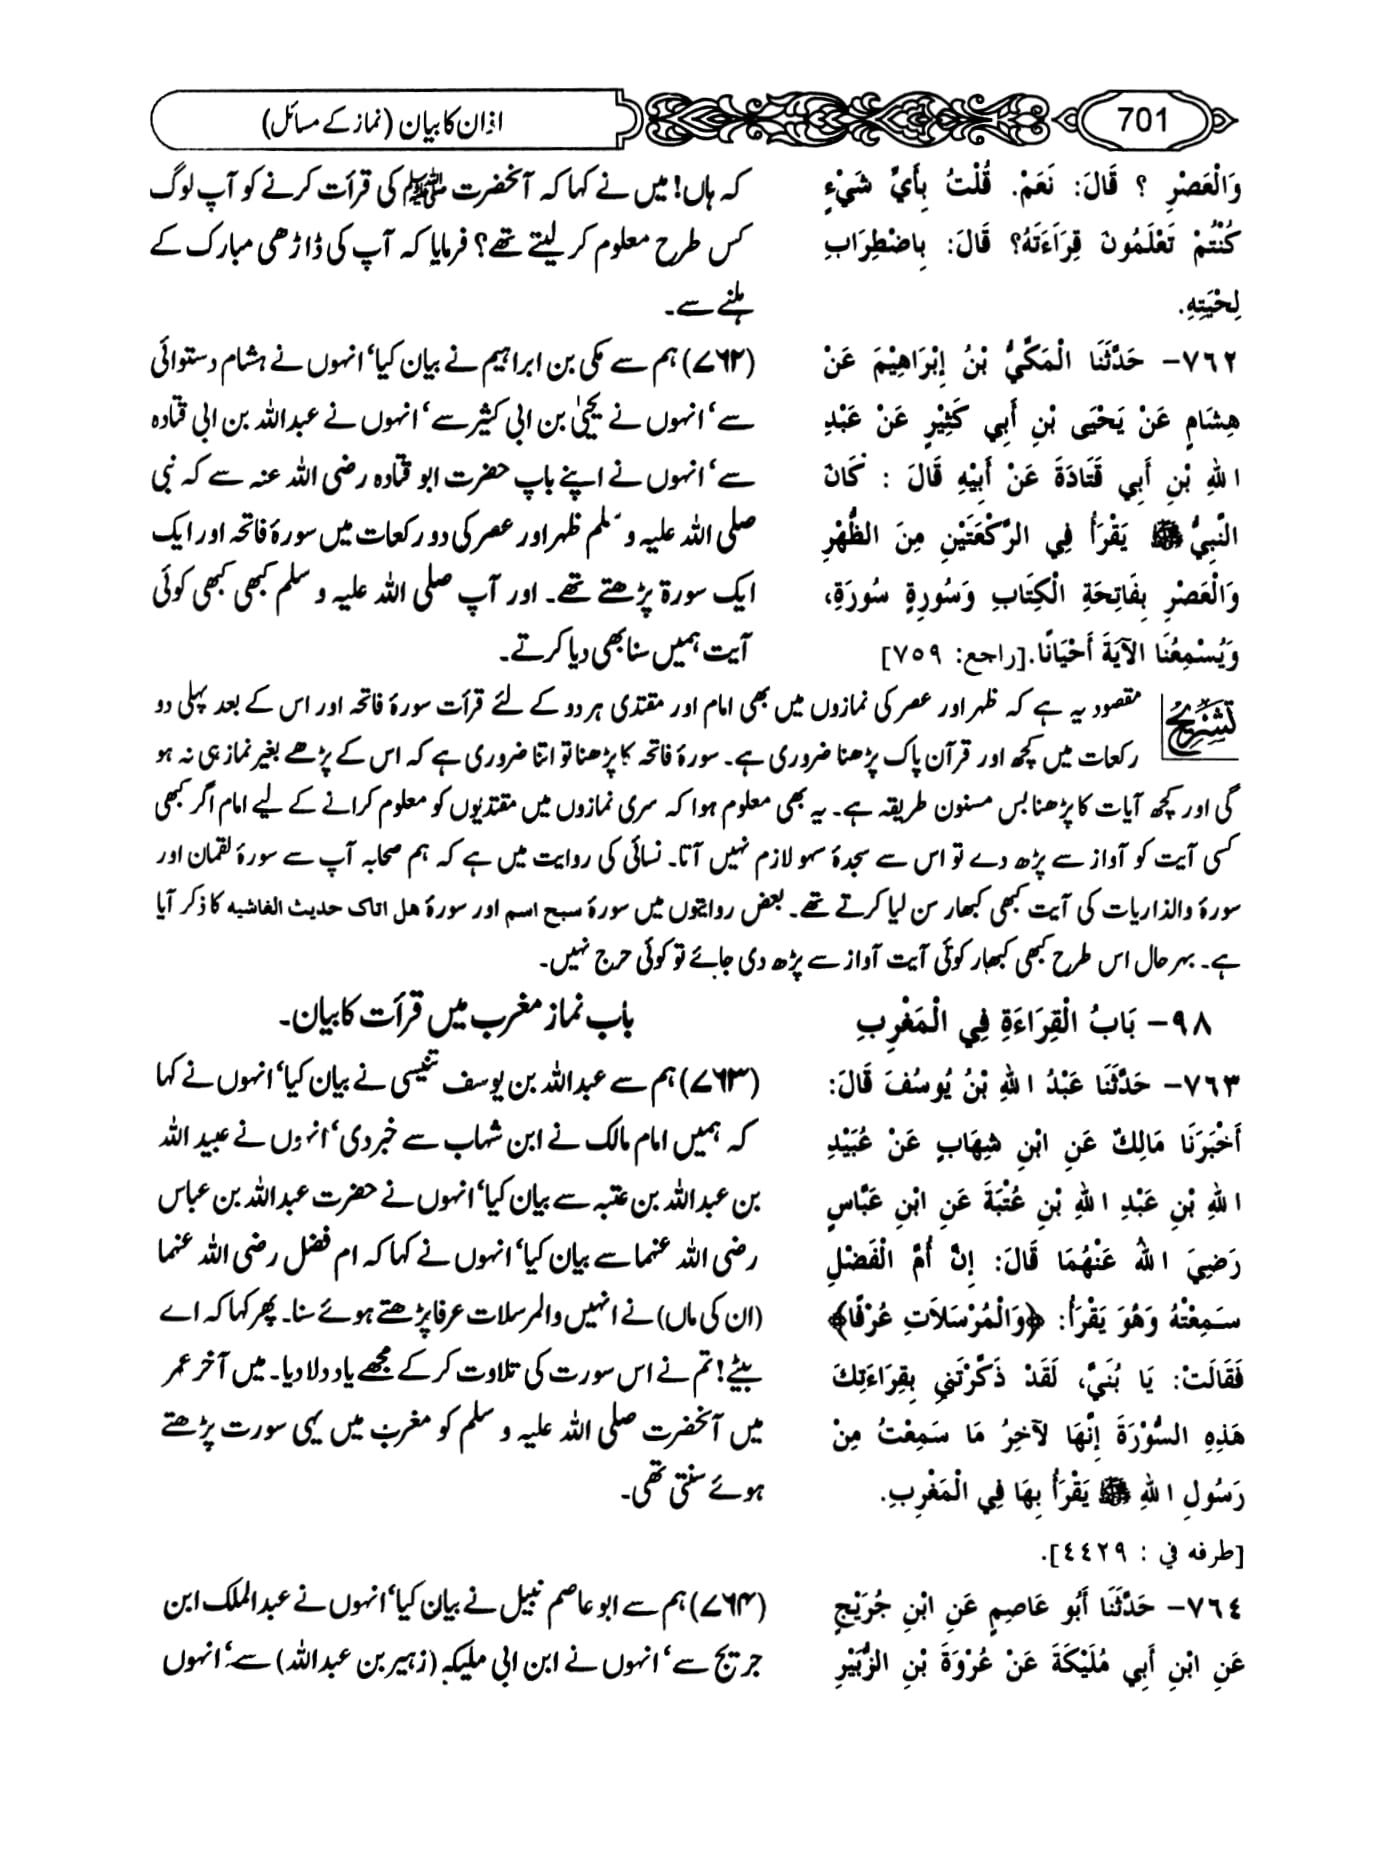 701
اذان کا بیان (نماز کے مسائل)
وَالْعَصْرِ ؟ قَالَ: نَعَمْ. قُلْتُ بِأَيِّ شَيْءٍ
كُنْتُمْ تَعْلَمُونَ قِرَاءَتَهُ؟ قَالَ: بِاضْطِرَابِ
لِحْيَتِهِ.
کہ ہاں! میں نے کہا کہ آنحضرت ﷺ کی قرأت کرنے کو آپ لوگ
کس طرح معلوم کر لیتے تھے؟ فرمایا کہ آپ کی ڈاڑھی مبارک کے
ہلنے سے۔
٧٦٢- حَدَّثَنَا الْمَكِّيُّ بْنُ إِبْرَاهِيْمَ عَنْ
هِشَامٍ عَنْ يَحْيَى بْنِ أَبِي كَثِيْرٍ عَنْ عَبْدِ
اللهِ بْنِ أَبِي قَتَادَةَ عَنْ أَبِيْهِ قَالَ : كَانَ
النَّبِيُّ ﷺ يَقْرَأُ فِي الرَّكْعَتَيْنِ مِنَ الظُّهْرِ
وَالْعَصْرِ بِفَاتِحَةِ الْكِتَابِ وَسُورَةٍ سُورَةٍ،
وَيُسْمِعُنَا الآيَةَ أَحْيَانًا.[راجع: ٧٥٩]
(۷۶۲) ہم سے مکی بن ابراہیم نے بیان کیا‘ انہوں نے ہشام دستوائی
سے‘ انہوں نے یحییٰ بن ابی کثیر سے‘ انہوں نے عبداللہ بن ابی قتادہ
سے‘ انہوں نے اپنے باپ حضرت ابو قتادہ رضی اللہ عنہ سے کہ نبی
صلی اللہ علیہ و سلم ظہر اور عصر کی دو رکعات میں سورۂ فاتحہ اور ایک
ایک سورۃ پڑھتے تھے۔ اور آپ صلی اللہ علیہ و سلم کبھی کبھی کوئی
آیت ہمیں سنا بھی دیا کرتے۔
تشریح
مقصود یہ ہے کہ ظہر اور عصر کی نمازوں میں بھی امام اور مقتدی ہر دو کے لئے قرأت سورۂ فاتحہ اور اس کے بعد پہلی دو
رکعات میں کچھ اور قرآن پاک پڑھنا ضروری ہے۔ سورۂ فاتحہ کا پڑھنا تو اتنا ضروری ہے کہ اس کے پڑھے بغیر نماز ہی نہ ہو
گی اور کچھ آیات کا پڑھنا بس مسنون طریقہ ہے۔ یہ بھی معلوم ہوا کہ سری نمازوں میں مقتدیوں کو معلوم کرانے کے لیے امام اگر کبھی
کسی آیت کو آواز سے پڑھ دے تو اس سے سجدۂ سہو لازم نہیں آتا۔ نسائی کی روایت میں ہے کہ ہم صحابہ آپ سے سورۂ لقمان اور
سورۂ والذاریات کی آیت کبھی کبھار سن لیا کرتے تھے۔ بعض روایتوں میں سورۂ سبح اسم اور سورۂ هل اتاك حديث الغاشيه کا ذکر آیا
ہے۔ بہر حال اس طرح کبھی کبھار کوئی آیت آواز سے پڑھ دی جائے تو کوئی حرج نہیں۔
٩٨- بَابُ الْقِرَاءَةِ فِي الْمَغْرِبِ
باب نماز مغرب میں قرأت کا بیان۔
٧٦٣- حَدَّثَنَا عَبْدُ اللهِ بْنُ يُوسُفَ قَالَ:
أَخْبَرَنَا مَالِكٌ عَنِ ابْنِ شِهَابٍ عَنْ عُبَيْدِ
اللهِ بْنِ عَبْدِ اللهِ بْنِ عُتْبَةَ عَنِ ابْنِ عَبَّاسٍ
رَضِيَ اللهُ عَنْهُمَا قَالَ: إِنَّ أُمَّ الْفَضْلِ
سَمِعَتْهُ وَهُوَ يَقْرَأُ: ﴿وَالْمُرْسَلاَتِ عُرْفًا﴾
فَقَالَتْ: يَا بُنَيَّ، لَقَدْ ذَكَّرْتَنِي بِقِرَاءَتِكَ
هَذِهِ السُّوْرَةَ إِنَّهَا لآخِرُ مَا سَمِعْتُ مِنْ
رَسُولِ اللهِ ﷺ يَقْرَأُ بِهَا فِي الْمَغْرِبِ.
[طرفه في : ٤٤٢٩].
(۷۶۳) ہم سے عبداللہ بن یوسف تنیسی نے بیان کیا‘ انہوں نے کہا
کہ ہمیں امام مالک نے ابن شہاب سے خبر دی‘ انہوں نے عبید اللہ
بن عبداللہ بن عتبہ سے بیان کیا‘ انہوں نے حضرت عبداللہ بن عباس
رضی اللہ عنہما سے بیان کیا‘ انہوں نے کہا کہ ام فضل رضی اللہ عنہا
(ان کی ماں) نے انہیں والمرسلات عرفا پڑھتے ہوئے سنا۔ پھر کہا کہ اے
بیٹے! تم نے اس سورت کی تلاوت کر کے مجھے یاد دلا دیا۔ میں آخر عمر
میں آنحضرت صلی اللہ علیہ و سلم کو مغرب میں یہی سورت پڑھتے
ہوئے سنتی تھی۔
٧٦٤- حَدَّثَنَا أَبُو عَاصِمٍ عَنِ ابْنِ جُرَيْجٍ
عَنِ ابْنِ أَبِي مُلَيْكَةَ عَنْ عُرْوَةَ بْنِ الزُّبَيْرِ
(۷۶۴) ہم سے ابو عاصم نبیل نے بیان کیا‘ انہوں نے عبدالملک ابن
جریج سے‘ انہوں نے ابن ابی ملیکہ (زہیر بن عبداللہ) سے‘ انہوں